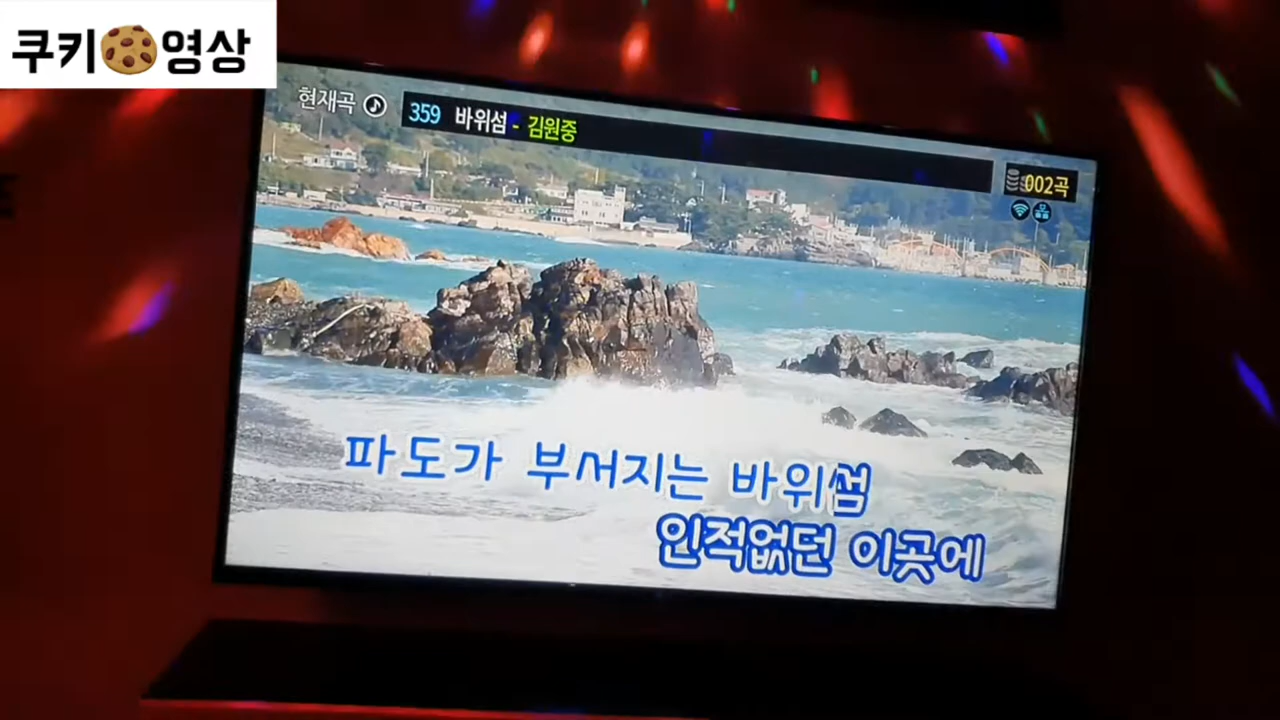 쿠키영상
현재곡 359 바위섬 - 김원중 002곡
파도가 부서지는 바위섬
인적없던 이곳에